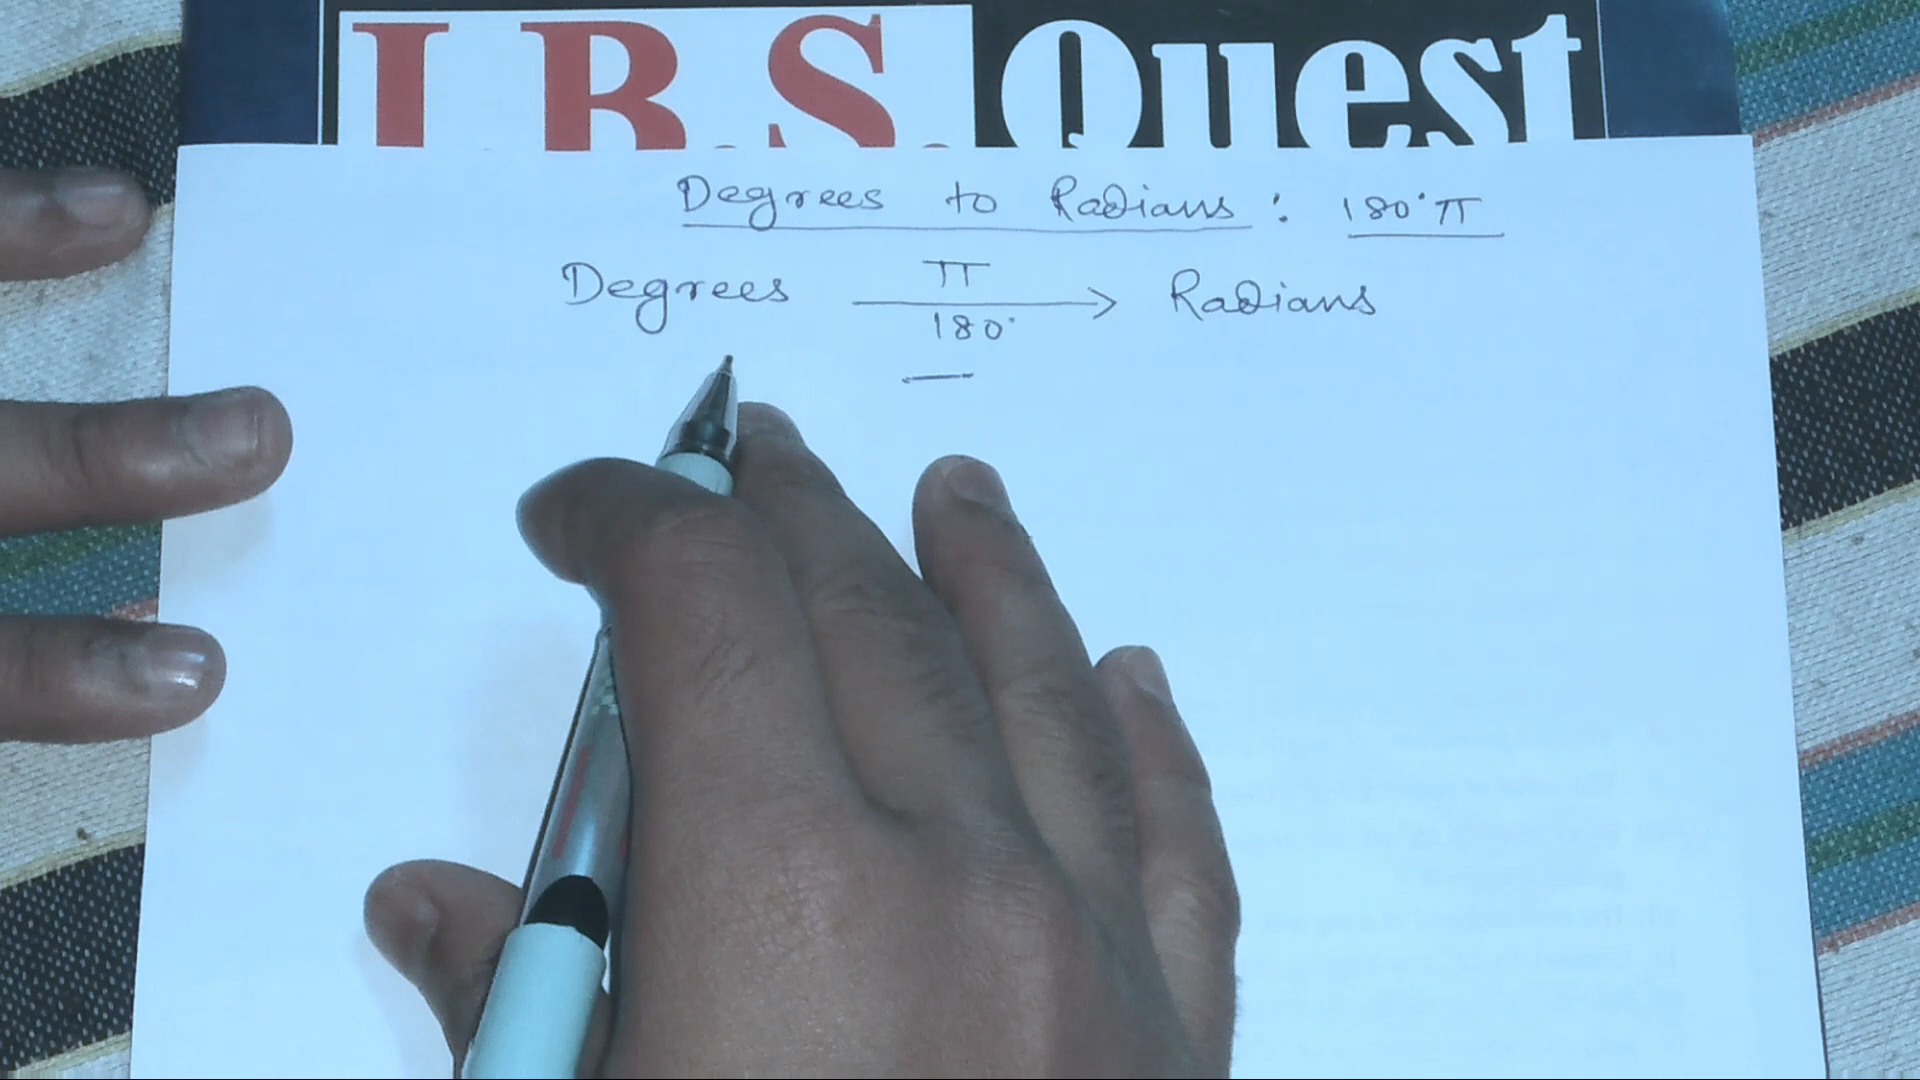 I.B.S. Quest
Degrees to Radians : 180°π
Degrees π/180° → Radians